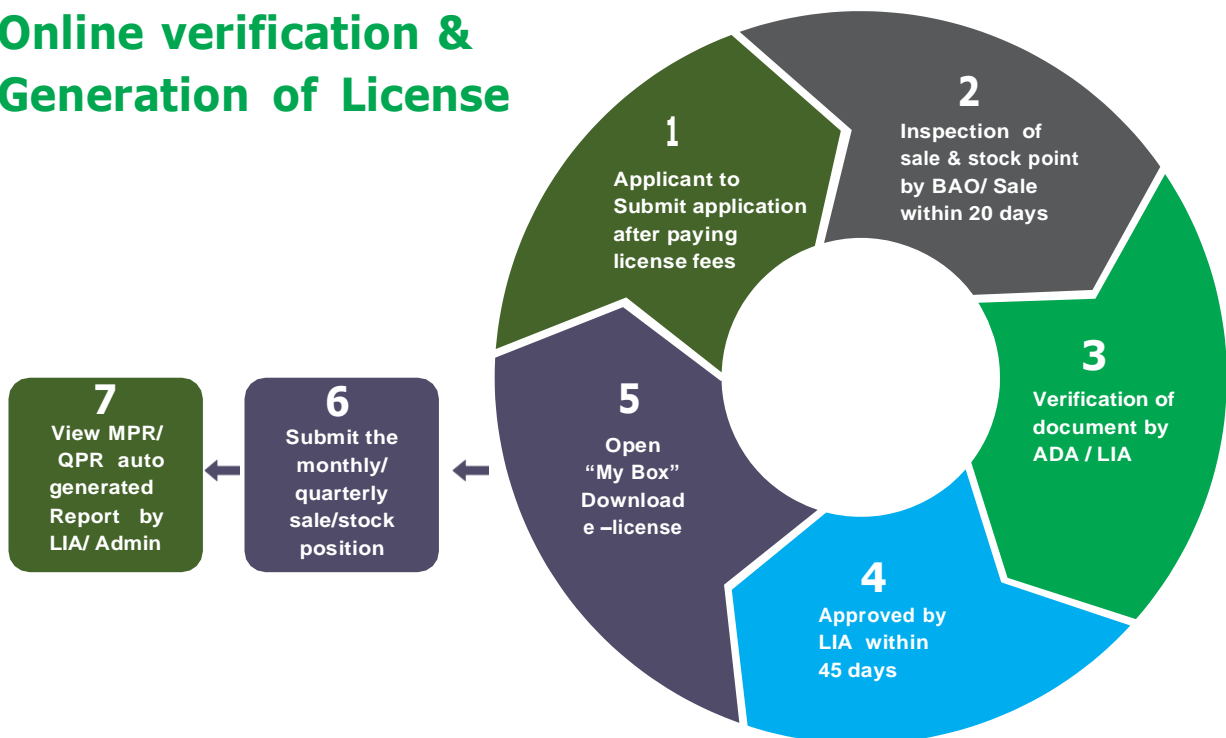 Online verification &
Generation of License
1
Applicant to
Submit application
after paying
license fees
2
Inspection of
sale & stock point
by BAO/ Sale
within 20 days
3
Verification of
document by
ADA / LIA
4
Approved by
LIA within
45 days
5
Open
“My Box”
Download
e –license
6
Submit the
monthly/
quarterly
sale/stock
position
7
View MPR/
QPR auto
generated
Report by
LIA/ Admin